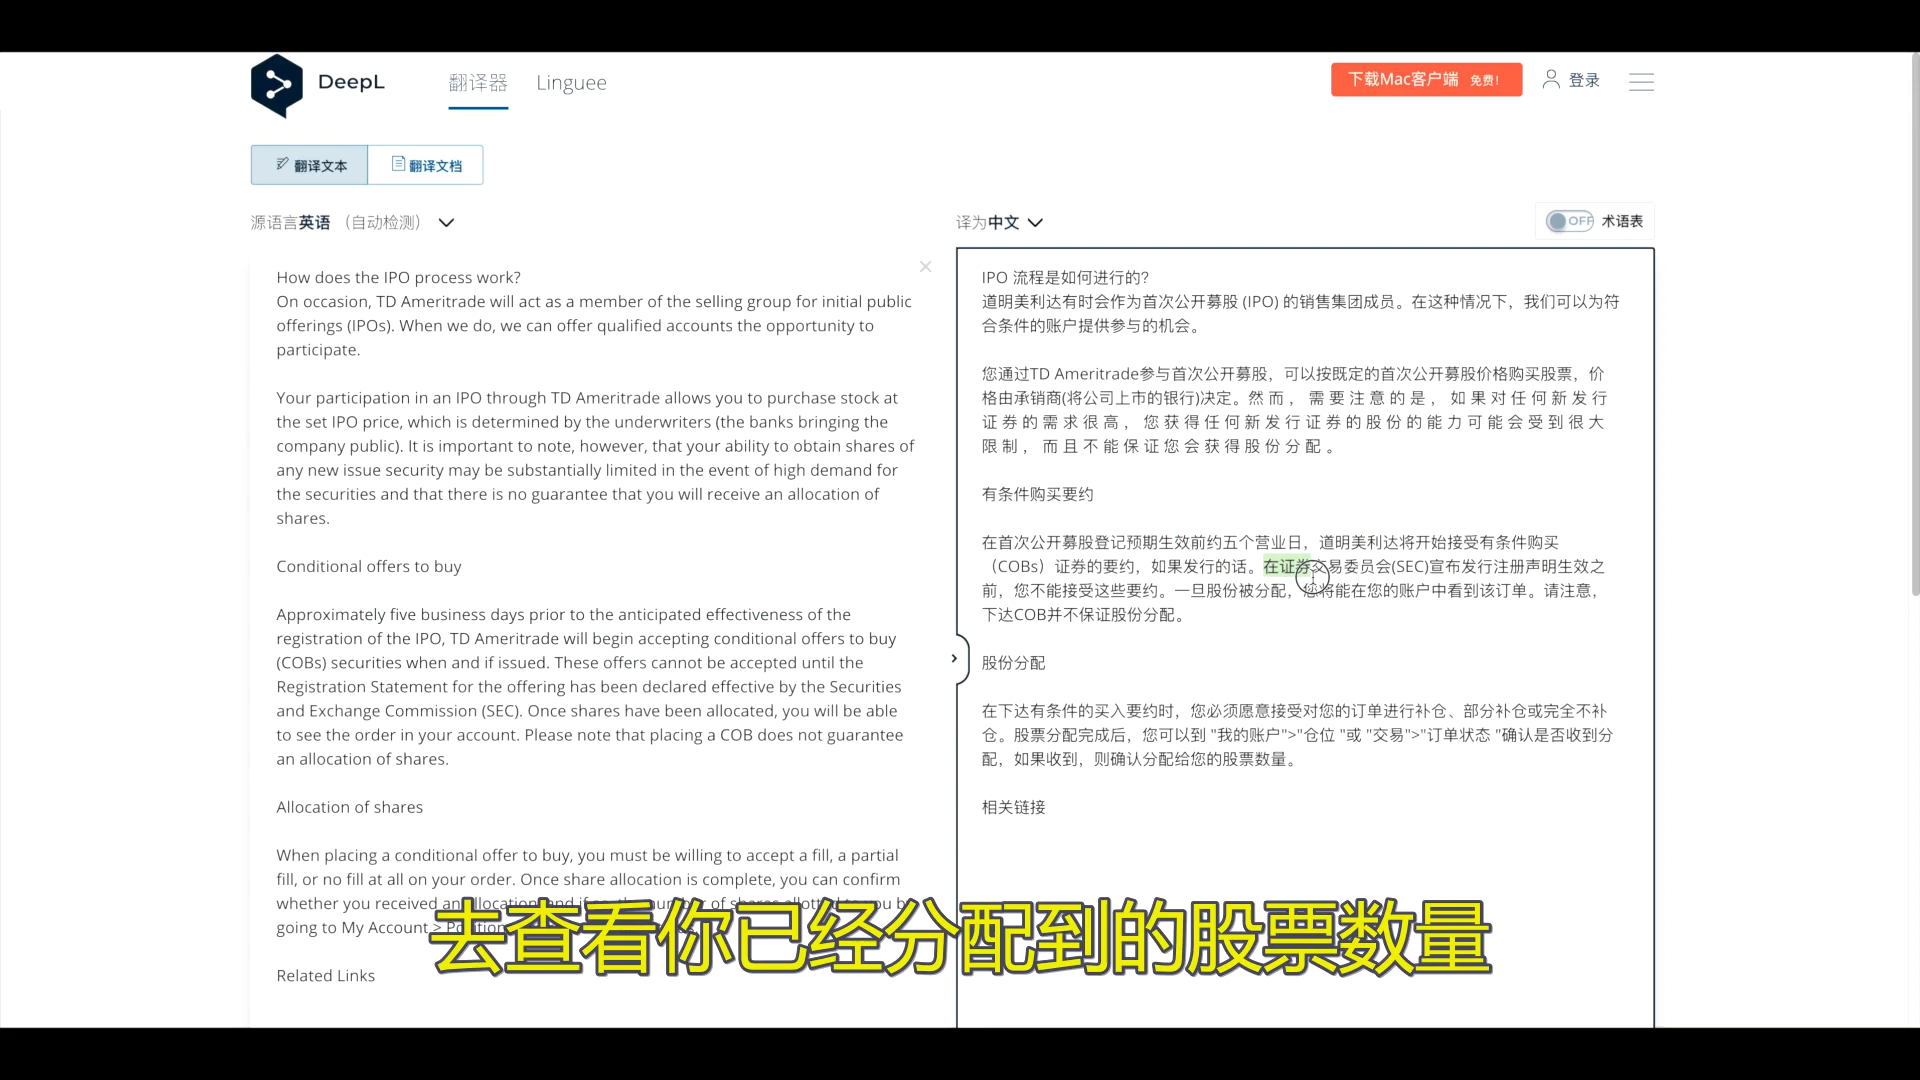 DeepL
翻译器
Linguee
下载Mac客户端 免费!
登录
翻译文本
翻译文档
源语言英语 （自动检测）
译为中文
OFF 术语表
How does the IPO process work?
On occasion, TD Ameritrade will act as a member of the selling group for initial public
offerings (IPOs). When we do, we can offer qualified accounts the opportunity to
participate.
Your participation in an IPO through TD Ameritrade allows you to purchase stock at
the set IPO price, which is determined by the underwriters (the banks bringing the
company public). It is important to note, however, that your ability to obtain shares of
any new issue security may be substantially limited in the event of high demand for
the securities and that there is no guarantee that you will receive an allocation of
shares.
Conditional offers to buy
Approximately five business days prior to the anticipated effectiveness of the
registration of the IPO, TD Ameritrade will begin accepting conditional offers to buy
(COBs) securities when and if issued. These offers cannot be accepted until the
Registration Statement for the offering has been declared effective by the Securities
and Exchange Commission (SEC). Once shares have been allocated, you will be able
to see the order in your account. Please note that placing a COB does not guarantee
an allocation of shares.
Allocation of shares
When placing a conditional offer to buy, you must be willing to accept a fill, a partial
fill, or no fill at all on your order. Once share allocation is complete, you can confirm
whether you received an allocation and if so, the number of shares allotted to you by
going to My Account >
Related Links
IPO 流程是如何进行的?
道明美利达有时会作为首次公开募股 (IPO) 的销售集团成员。在这种情况下，我们可以为符
合条件的账户提供参与的机会。
您通过TD Ameritrade参与首次公开募股，可以按既定的首次公开募股价格购买股票，价
格由承销商(将公司上市的银行)决定。然而，需要注意的是，如果对任何新发行
证券的需求很高，您获得任何新发行证券的股份的能力可能会受到很大
限制，而且不能保证您会获得股份分配。
有条件购买要约
在首次公开募股登记预期生效前约五个营业日，道明美利达将开始接受有条件购买
（COBs）证券的要约，如果发行的话。在证券交易委员会(SEC)宣布发行注册声明生效之
前，您不能接受这些要约。一旦股份被分配，您将能在您的账户中看到该订单。请注意，
下达COB并不保证股份分配。
股份分配
在下达有条件的买入要约时，您必须愿意接受对您的订单进行补仓、部分补仓或完全不补
仓。股票分配完成后，您可以到 "我的账户">"仓位 "或 "交易">"订单状态 "确认是否收到分
配，如果收到，则确认分配给您的股票数量。
相关链接
去查看你已经分配到的股票数量